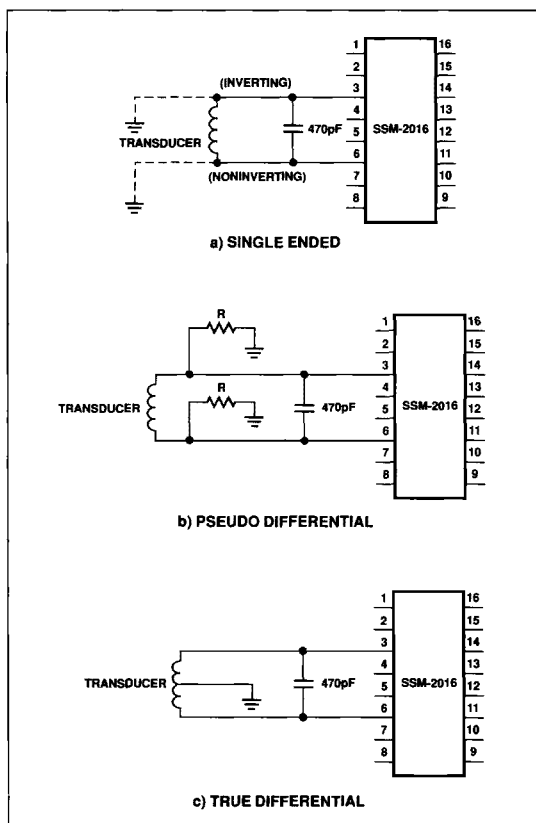 1 16
2 15
(INVERTING) 3 14
4 13
TRANSDUCER 470pF 5 SSM-2016 12
6 11
(NONINVERTING) 7 10
8 9
a) SINGLE ENDED
R 1 16
2 15
3 14
R 4 13
TRANSDUCER 470pF 5 SSM-2016 12
6 11
7 10
8 9
b) PSEUDO DIFFERENTIAL
1 16
2 15
3 14
4 13
TRANSDUCER 470pF 5 SSM-2016 12
6 11
7 10
8 9
c) TRUE DIFFERENTIAL